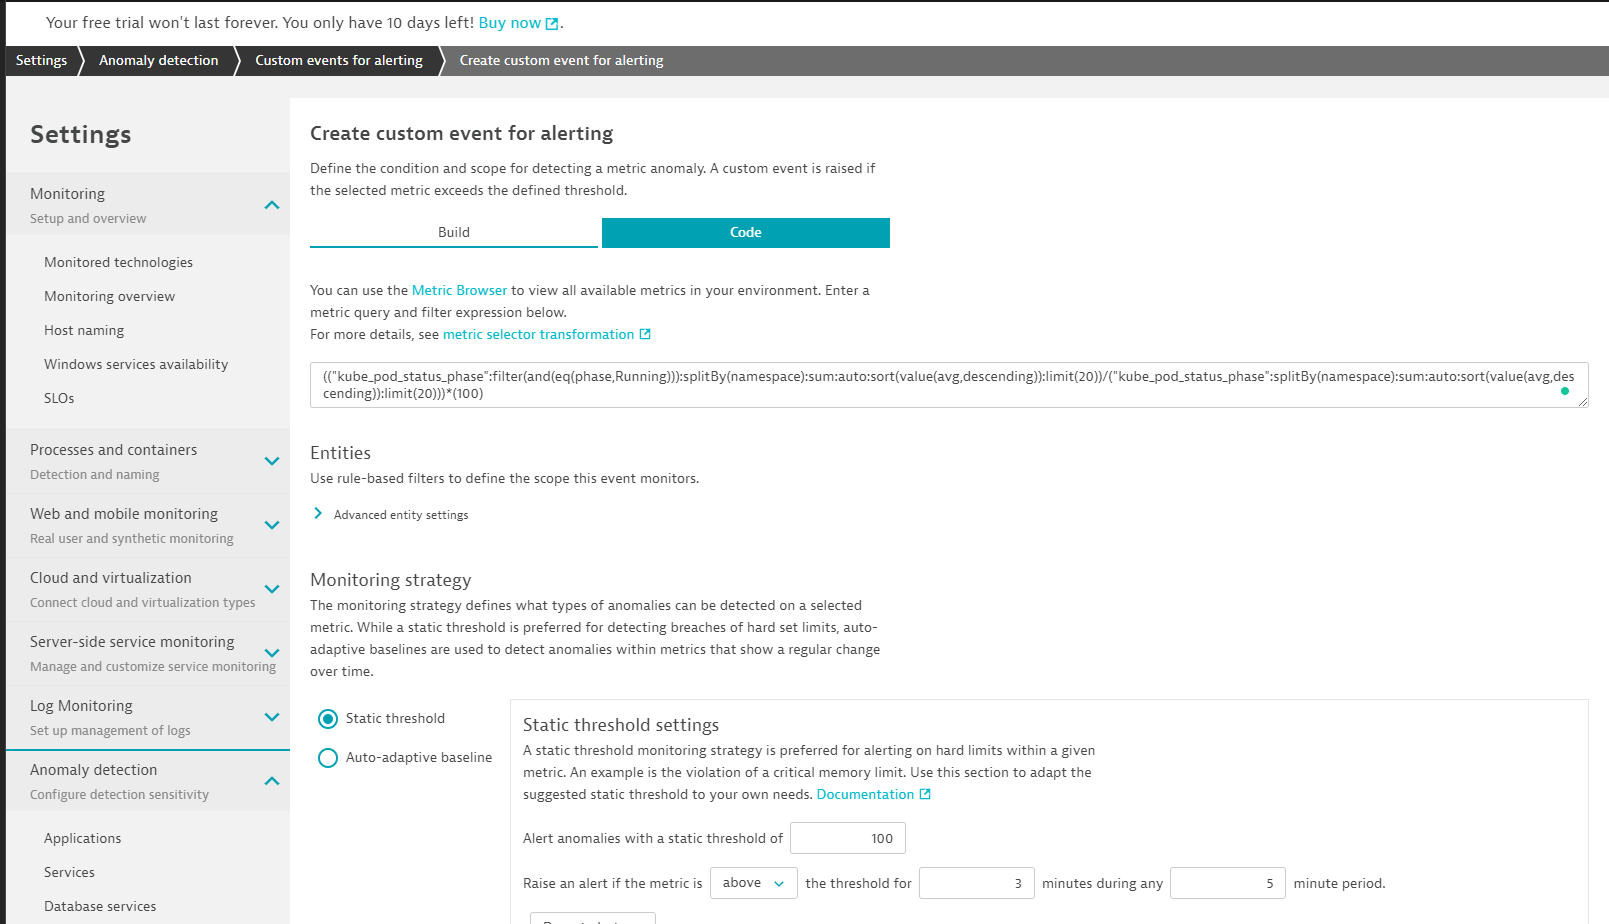 Your free trial won't last forever. You only have 10 days left! Buy now.
Settings
Anomaly detection
Custom events for alerting
Create custom event for alerting
Settings
Monitoring
Setup and overview
Monitored technologies
Monitoring overview
Host naming
Windows services availability
SLOs
Processes and containers
Detection and naming
Web and mobile monitoring
Real user and synthetic monitoring
Cloud and virtualization
Connect cloud and virtualization types
Server-side service monitoring
Manage and customize service monitoring
Log Monitoring
Set up management of logs
Anomaly detection
Configure detection sensitivity
Applications
Services
Database services
Create custom event for alerting
Define the condition and scope for detecting a metric anomaly. A custom event is raised if
the selected metric exceeds the defined threshold.
Build
Code
You can use the Metric Browser to view all available metrics in your environment. Enter a
metric query and filter expression below.
For more details, see metric selector transformation
(("kube_pod_status_phase":filter(and(eq(phase,Running))):splitBy(namespace):sum:auto:sort(value(avg,descending)):limit(20))/("kube_pod_status_phase":splitBy(namespace):sum:auto:sort(value(avg,des
cending)):limit(20)))*(100)
Entities
Use rule-based filters to define the scope this event monitors.
Advanced entity settings
Monitoring strategy
The monitoring strategy defines what types of anomalies can be detected on a selected
metric. While a static threshold is preferred for detecting breaches of hard set limits, auto-
adaptive baselines are used to detect anomalies within metrics that show a regular change
over time.
Static threshold
Auto-adaptive baseline
Static threshold settings
A static threshold monitoring strategy is preferred for alerting on hard limits within a given
metric. An example is the violation of a critical memory limit. Use this section to adapt the
suggested static threshold to your own needs. Documentation
Alert anomalies with a static threshold of 100
Raise an alert if the metric is above the threshold for 3 minutes during any 5 minute period.